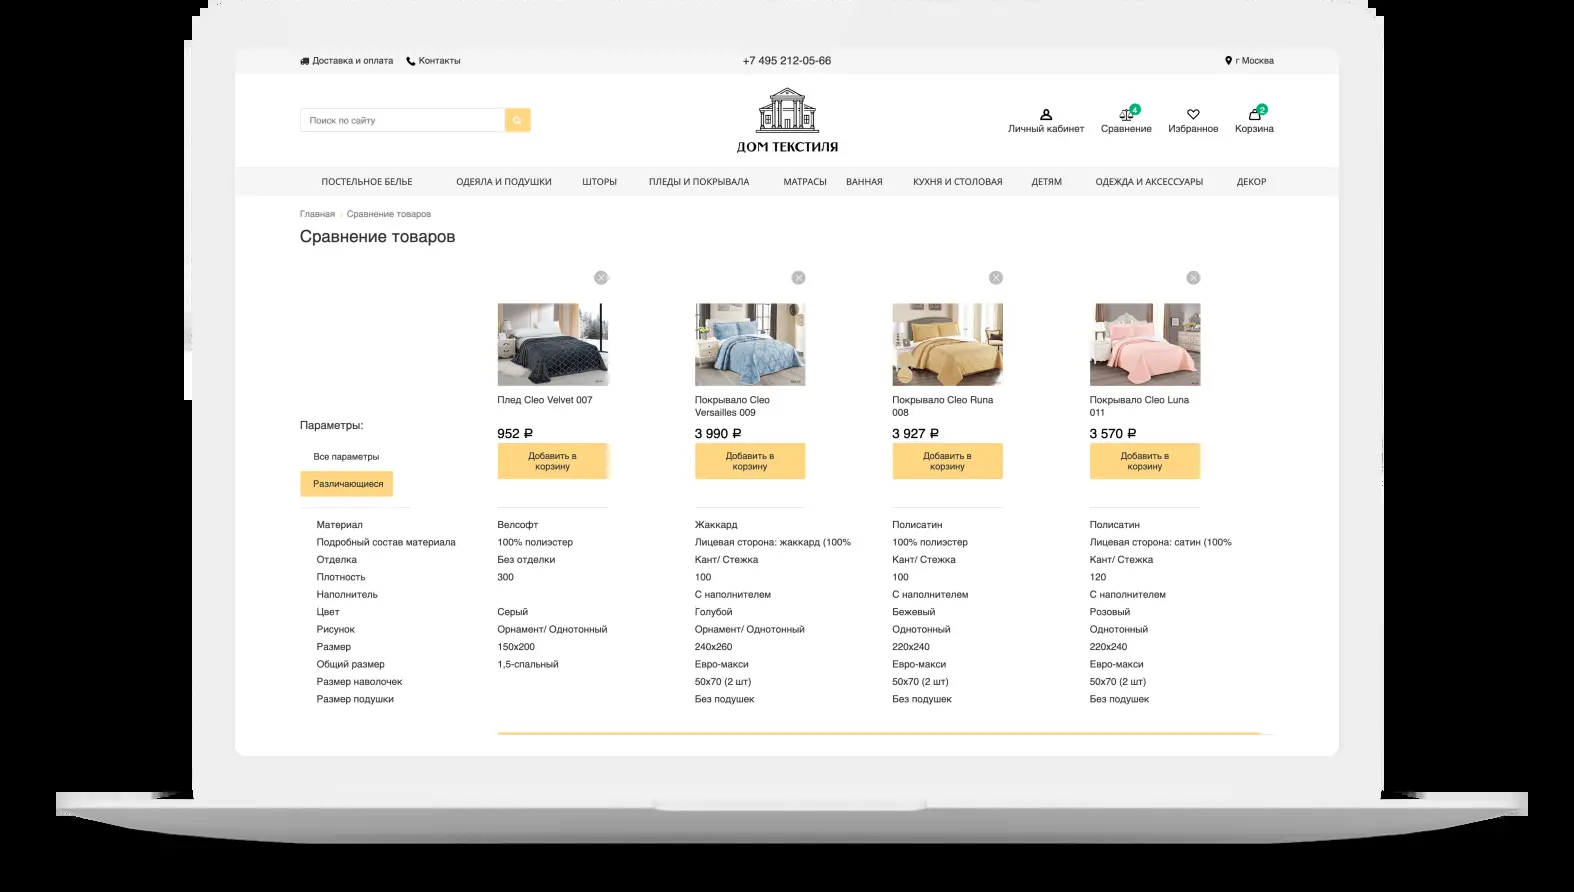 Доставка и оплата Контакты +7 495 212-05-66 г Москва
Поиск по сайту
4 2
Личный кабинет Сравнение Избранное Корзина
ДОМ ТЕКСТИЛЯ
ПОСТЕЛЬНОЕ БЕЛЬЕ ОДЕЯЛА И ПОДУШКИ ШТОРЫ ПЛЕДЫ И ПОКРЫВАЛА МАТРАСЫ ВАННАЯ КУХНЯ И СТОЛОВАЯ ДЕТЯМ ОДЕЖДА И АКСЕССУАРЫ ДЕКОР
Главная Сравнение товаров
Сравнение товаров
Плед Cleo Velvet 007
952 ₽
Добавить в
корзину
Покрывало Cleo
Versailles 009
3 990 ₽
Добавить в
корзину
Покрывало Cleo Runa
008
3 927 ₽
Добавить в
корзину
Покрывало Cleo Luna
011
3 570 ₽
Добавить в
корзину
Параметры:
Все параметры
Различающиеся
Материал Велсофт Жаккард Полисатин Полисатин
Подробный состав материала 100% полиэстер Лицевая сторона: жаккард (100% 100% полиэстер Лицевая сторона: сатин (100%
Отделка Без отделки Кант/ Стежка Кант/ Стежка Кант/ Стежка
Плотность 300 100 100 120
Наполнитель С наполнителем С наполнителем С наполнителем
Цвет Серый Голубой Бежевый Розовый
Рисунок Орнамент/ Однотонный Орнамент/ Однотонный Однотонный Однотонный
Размер 150х200 240х260 220х240 220х240
Общий размер 1,5-спальный Евро-макси Евро-макси Евро-макси
Размер наволочек 50х70 (2 шт) 50х70 (2 шт) 50х70 (2 шт)
Размер подушки Без подушек Без подушек Без подушек